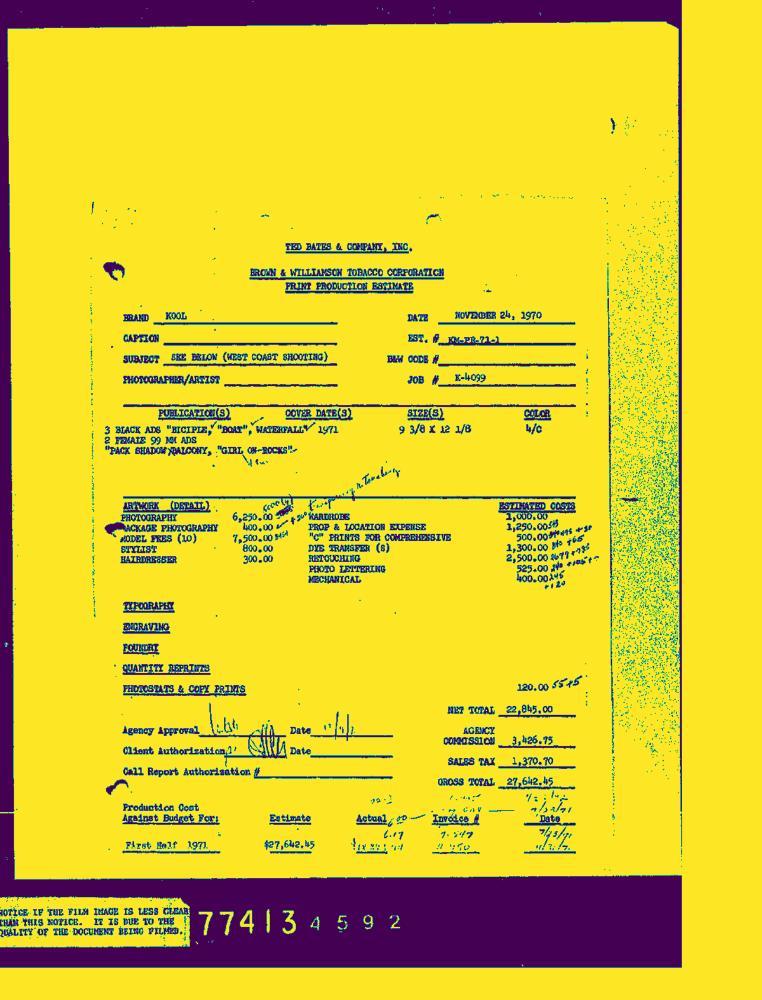 TED BATES & COMPANY, INC.
BROWN & WILLIAMSON TOBACCO CORPORATION
PRINT PRODUCTION ESTIMATE
BRAND KOOL DATE NOVEMBER 24, 1970
CAPTION EST. # KM-PR-71-1
SUBJECT SEE BELOW (WEST COAST SHOOTING) B&W CODE #
PHOTOGRAPHER/ARTIST JOB # K-4099
PUBLICATION(S) COVER DATE(S) SIZE(S) COLOR
3 BLACK ADS "BICIPLE, "BOAT", WATERFALL" 1971 9 3/8 X 12 1/8 4/C
2 FEMALE 99 MM ADS
"PACK SHADOW BALCONY, "GIRL ON-ROCKS"
ARTWORK (DETAIL) ESTIMATED COSTS
PHOTOGRAPHY 6,250.00 WARDROBE 1,000.00
PACKAGE PHOTOGRAPHY 400.00 PROP & LOCATION EXPENSE 1,250.00
MODEL FEES (10) 7,500.00 "C" PRINTS FOR COMPREHENSIVE 500.00
STYLIST 800.00 DYE TRANSFER (S) 1,300.00
HAIRDRESSER 300.00 RETOUCHING 2,500.00
PHOTO LETTERING 525.00
MECHANICAL 400.00
TYPOGRAPHY
ENGRAVING
FOUNDRY
QUANTITY REPRINTS
PHOTOSTATS & COPY PRINTS 120.00
NET TOTAL 22,845.00
Agency Approval Date
AGENCY COMMISSION 3,426.75
Client Authorization Date
SALES TAX 1,370.70
Call Report Authorization #
GROSS TOTAL 27,642.45
Production Cost
Against Budget For: Estimate Actual Invoice # Date
First Half 1971 $27,642.45
NOTICE IF THE FILM IMAGE IS LESS CLEAR
THAN THIS NOTICE. IT IS DUE TO THE
QUALITY OF THE DOCUMENT BEING FILMED.
77413 4592